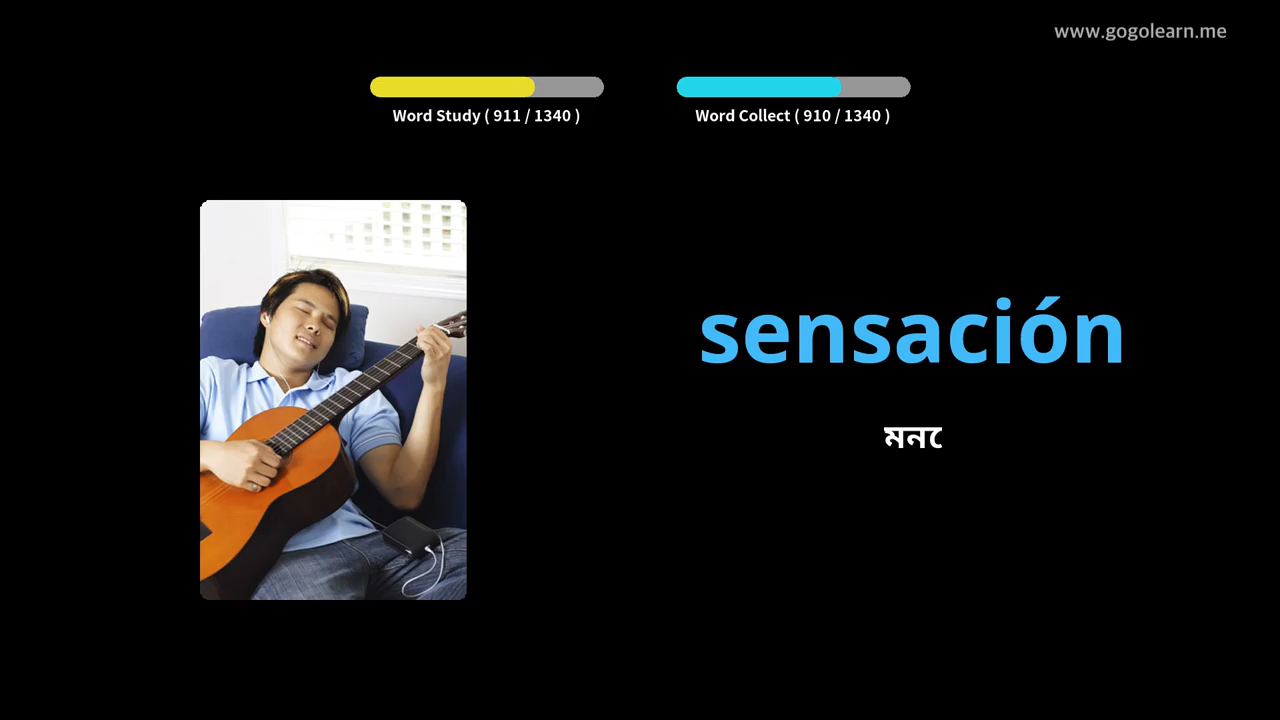 www.gogolearn.me
Word Study ( 911 / 1340 )
Word Collect ( 910 / 1340 )
sensación
মনে